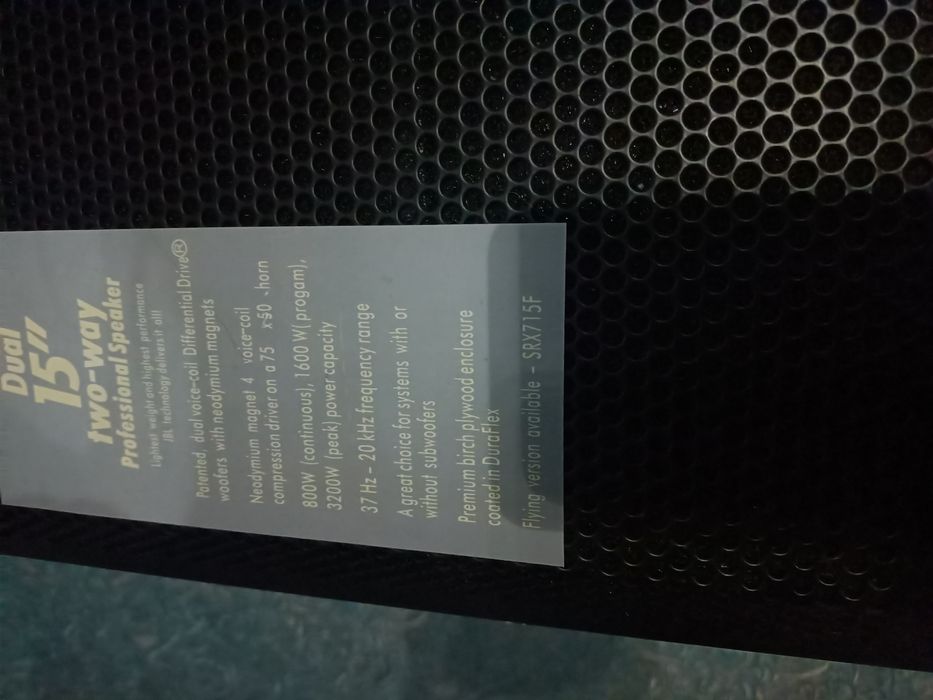 Dual
15”
two-way
Professional Speaker
Lightest weight and highest performance
JBL technology delivers it all!
Patented, dual voice-coil Differential Drive®
woofers with neodymium magnets
Neodymium magnet 4 voice-coil
compression driver on a 75 x 50 -horn
800W (continuous), 1600 W( progam),
3200W (peak) power capacity
37 Hz – 20 kHz frequency range
A great choice for systems with or
without subwoofers
Premium birch plywood enclosure
coated in DuraFlex
Flying version available – SRX715F